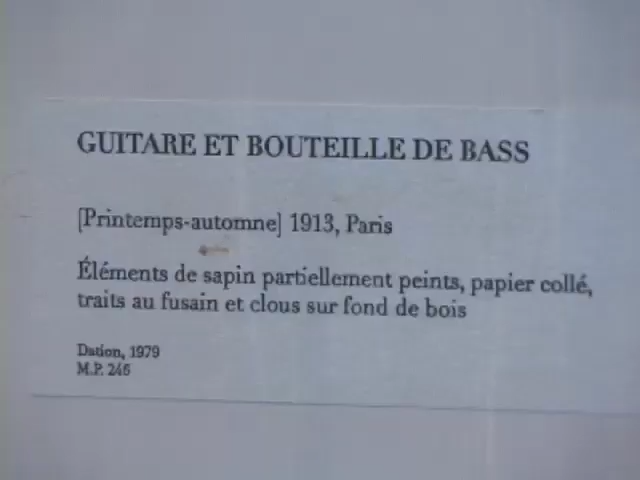 GUITARE ET BOUTEILLE DE BASS
[Printemps-automne] 1913, Paris
Éléments de sapin partiellement peints, papier collé,
traits au fusain et clous sur fond de bois
Dation, 1979
M.P. 246